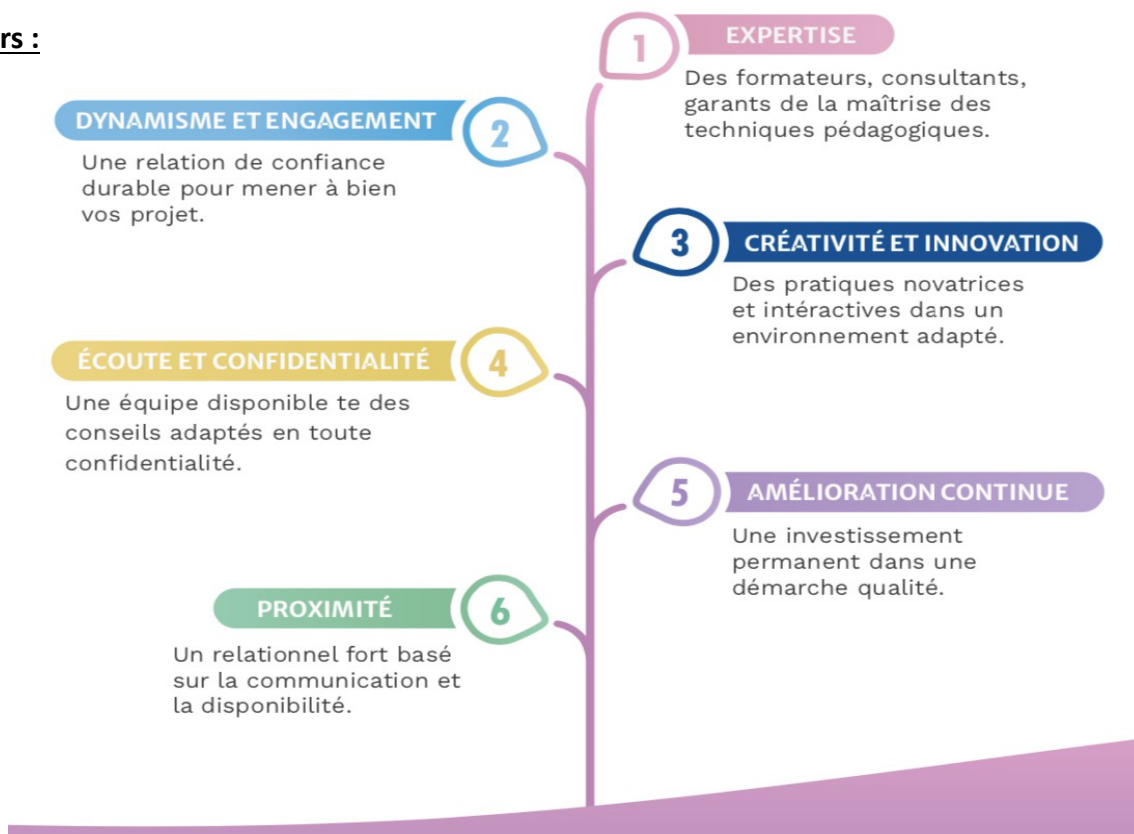 rs :
1
EXPERTISE
Des formateurs, consultants,
garants de la maîtrise des
techniques pédagogiques.
DYNAMISME ET ENGAGEMENT
2
Une relation de confiance
durable pour mener à bien
vos projet.
3
CRÉATIVITÉ ET INNOVATION
Des pratiques novatrices
et intéractives dans un
environnement adapté.
ÉCOUTE ET CONFIDENTIALITÉ
4
Une équipe disponible te des
conseils adaptés en toute
confidentialité.
5
AMÉLIORATION CONTINUE
Une investissement
permanent dans une
démarche qualité.
PROXIMITÉ
6
Un relationnel fort basé
sur la communication et
la disponibilité.